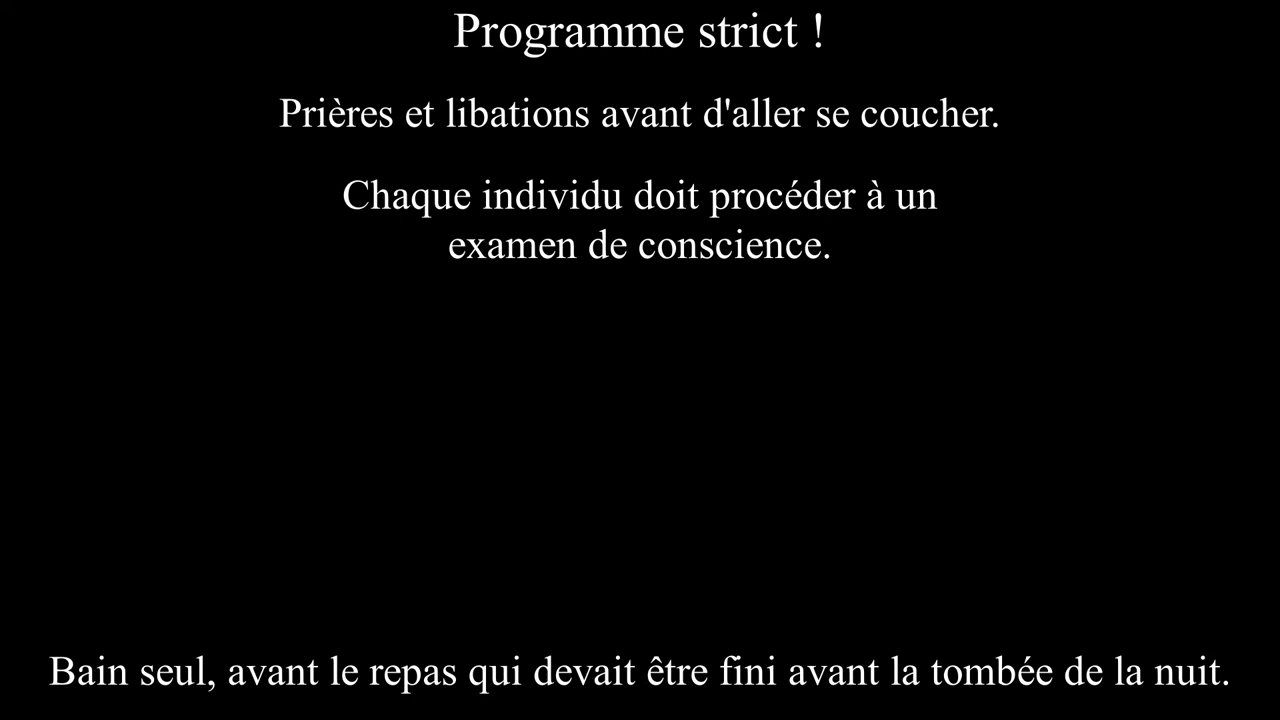 Programme strict !
Prières et libations avant d'aller se coucher.
Chaque individu doit procéder à un
examen de conscience.
Bain seul, avant le repas qui devait être fini avant la tombée de la nuit.